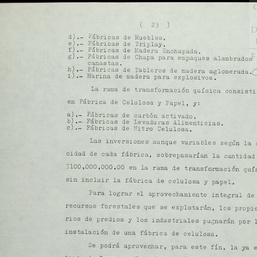 ( 23 )
d).- Fábricas de Muebles.
e).- Fábricas de Triplay.
f).- Fábricas de Madera Enchapada.
g).- Fábricas de Chapa para empaques alambrados
canastas.
h).- Fábricas de Tableros de madera aglomerada.
i).- Harina de madera para explosivos.
La rama de transformación química consisti
en Fábrica de Celulosa y Papel, y:
a).- Fábricas de carbón activado.
b).- Fábricas de Levaduras Alimenticias.
c).- Fábricas de Nitro Celulosa.
Las inversiones aunque variables según la c
cidad de cada fábrica, sobrepasarían la cantidad
$100,000,000.00 en la rama de transformación quím
sin incluir la fábrica de celulosa y papel.
Para lograr el aprovechamiento integral de
recursos forestales que se explotarán, los propie
rios de predios y los industriales pugnarán por l
instalación de una fábrica de celulosa.
Se podrá aprovechar, para este fin, la ya e